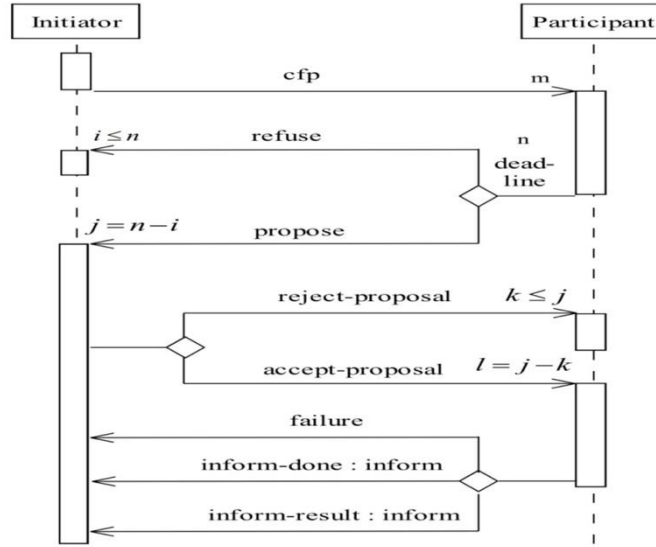 Initiator
Participant
cfp
m
i ≤ n
refuse
n
dead-
line
j = n − i
propose
reject-proposal
k ≤ j
accept-proposal
l = j − k
failure
inform-done : inform
inform-result : inform